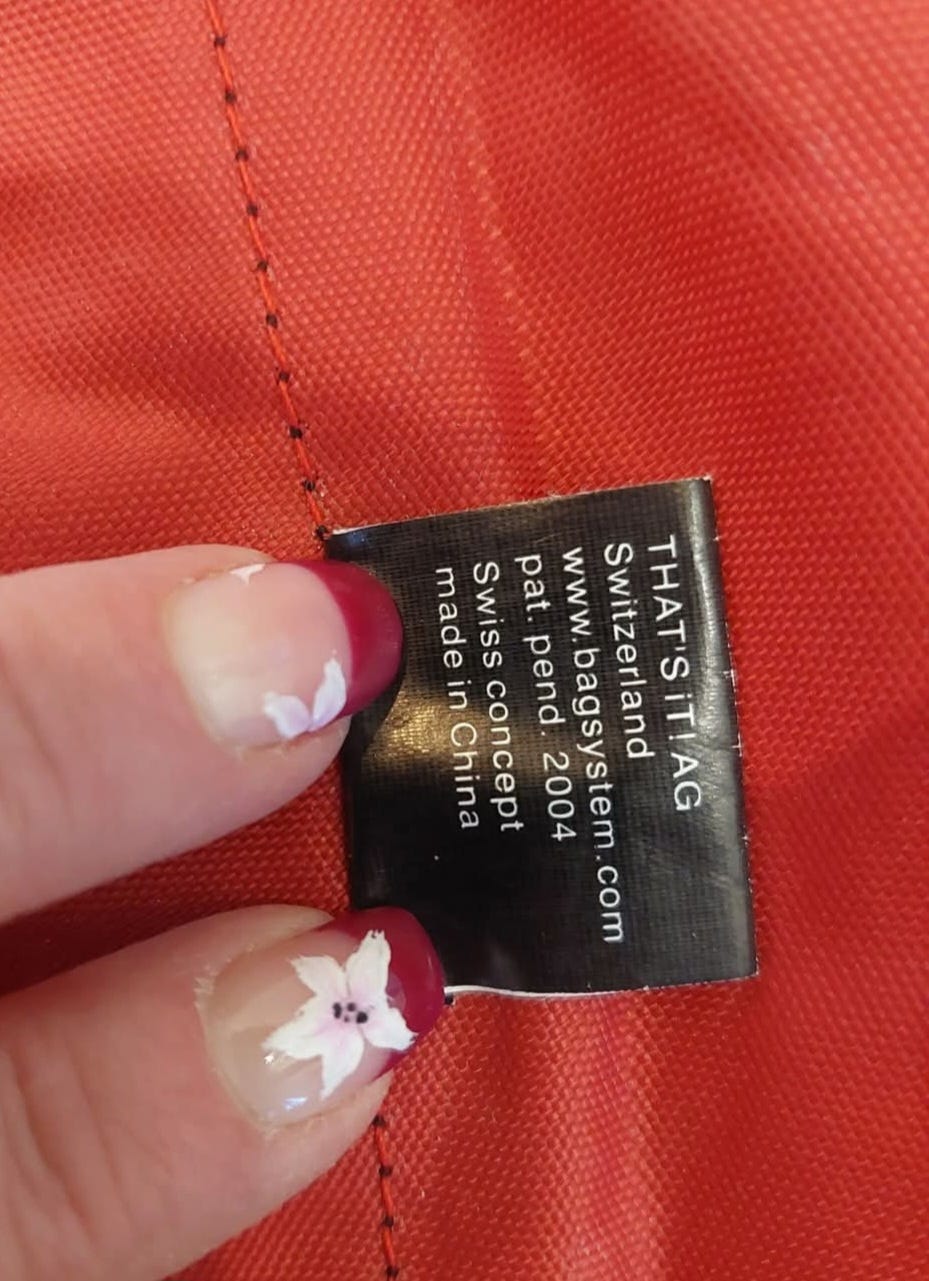 THAT'S iT! AG
Switzerland
www.bagsystem.com
pat. pend. 2004
Swiss concept
made in China